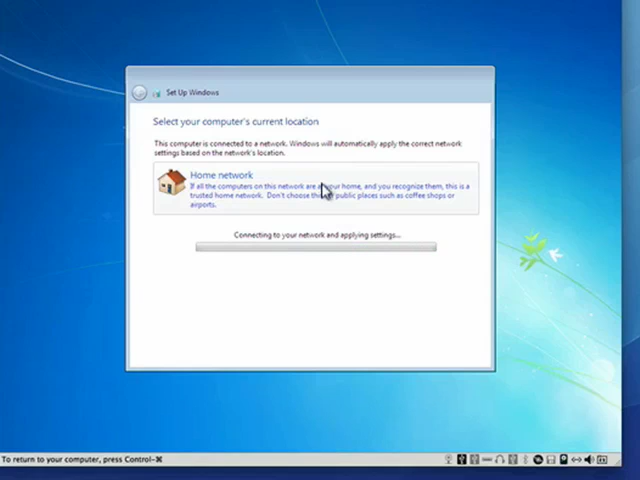 Set Up Windows
Select your computer's current location
This computer is connected to a network. Windows will automatically apply the correct network
settings based on the network's location.
Home network
If all the computers on this network are at your home, and you recognize them, this is a
trusted home network. Don't choose this for public places such as coffee shops or
airports.
Connecting to your network and applying settings...
To return to your computer, press Control-⌘